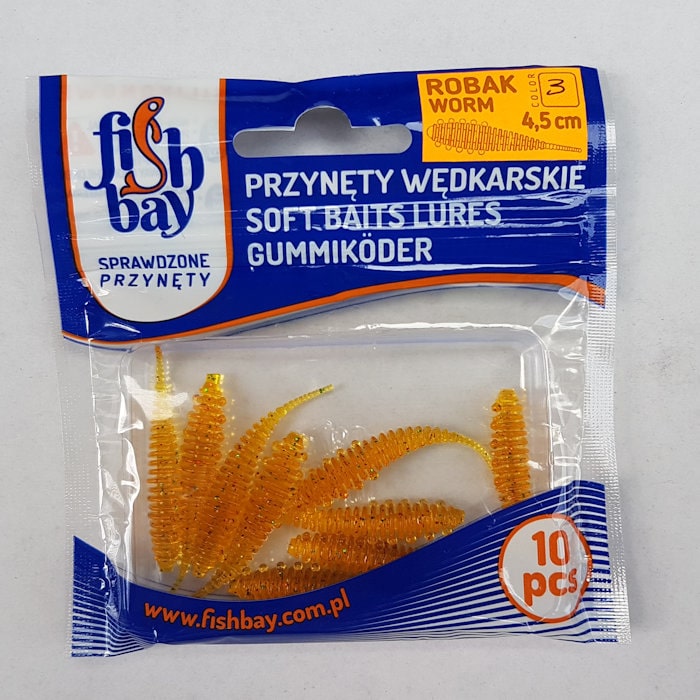 fish
bay
SPRAWDZONE
PRZYNĘTY
ROBAK
WORM
COLOR
3
4,5 cm
PRZYNĘTY WĘDKARSKIE
SOFT BAITS LURES
GUMMIKÖDER
10
pcs
www.fishbay.com.pl